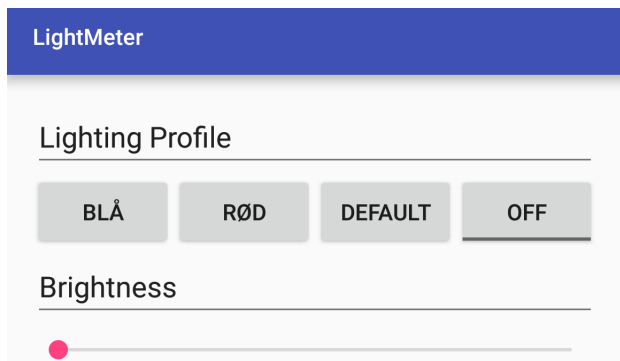 LightMeter
Lighting Profile
BLÅ RØD DEFAULT OFF
Brightness